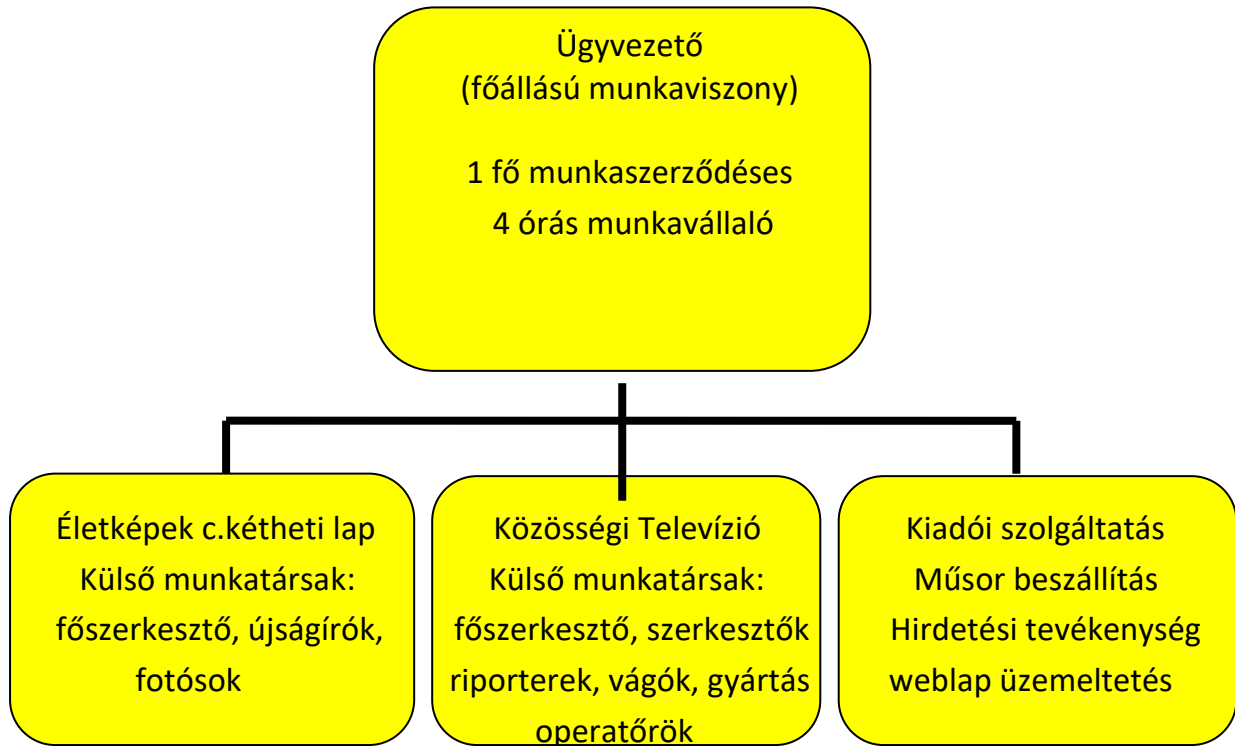 Ügyvezető
(főállású munkaviszony)
1 fő munkaszerződéses
4 órás munkavállaló
Életképek c.kétheti lap
Külső munkatársak:
főszerkesztő, újságírók,
fotósok
Közösségi Televízió
Külső munkatársak:
főszerkesztő, szerkesztők
riporterek, vágók, gyártás
operatőrök
Kiadói szolgáltatás
Műsor beszállítás
Hirdetési tevékenység
weblap üzemeltetés